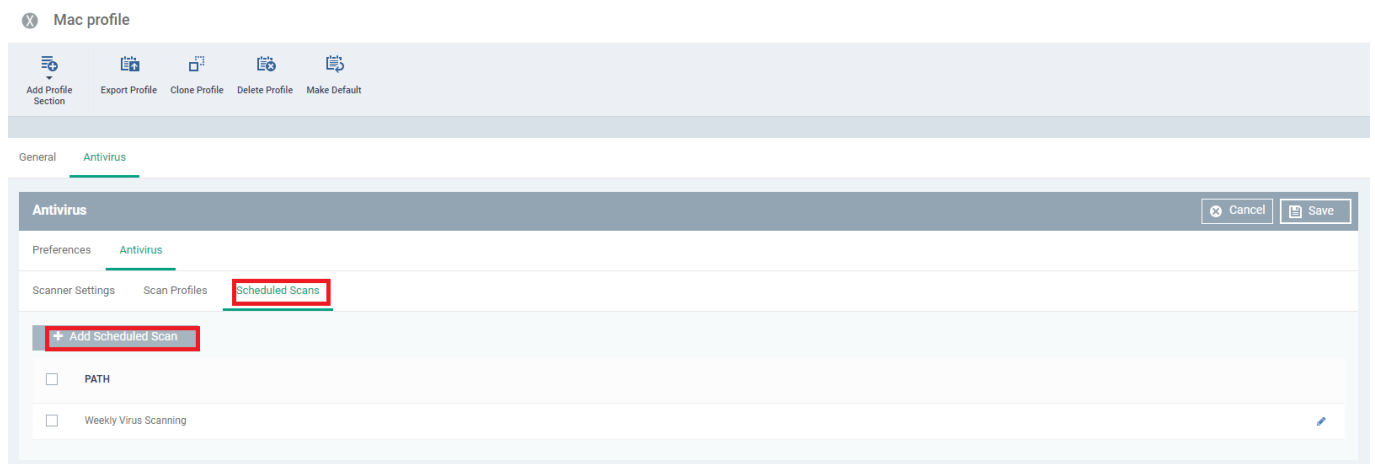 Mac profile
Add Profile Section
Export Profile
Clone Profile
Delete Profile
Make Default
General
Antivirus
Antivirus
Cancel
Save
Preferences
Antivirus
Scanner Settings
Scan Profiles
Scheduled Scans
+ Add Scheduled Scan
PATH
Weekly Virus Scanning